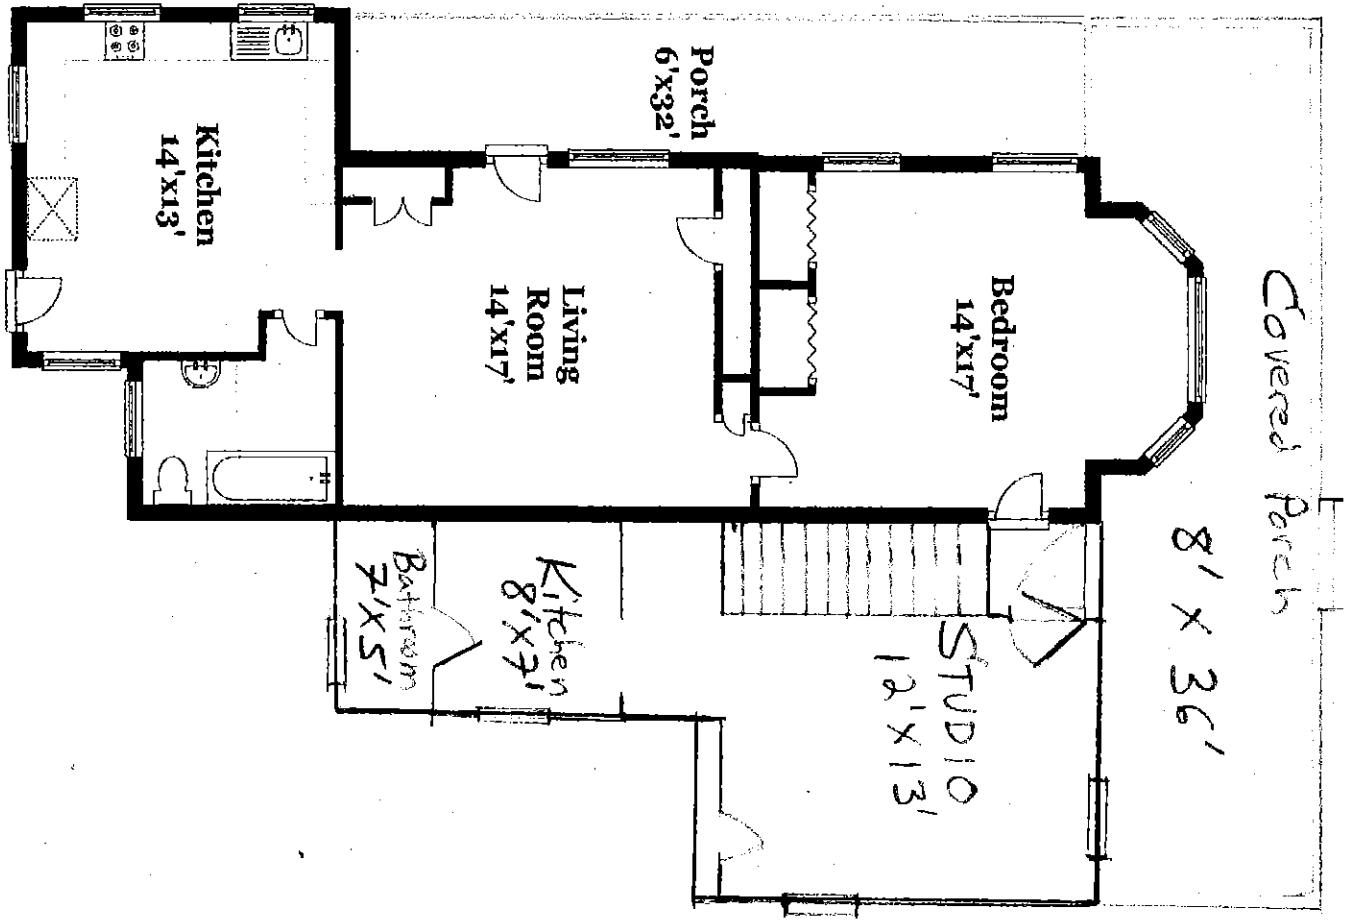 Porch
6'x32'
Kitchen
14'x13'
Living
Room
14'x17'
Bedroom
14'x17'
Covered Porch
8' x 36'
Bathroom
7'x5'
Kitchen
8'x7'
STUDIO
12'x13'